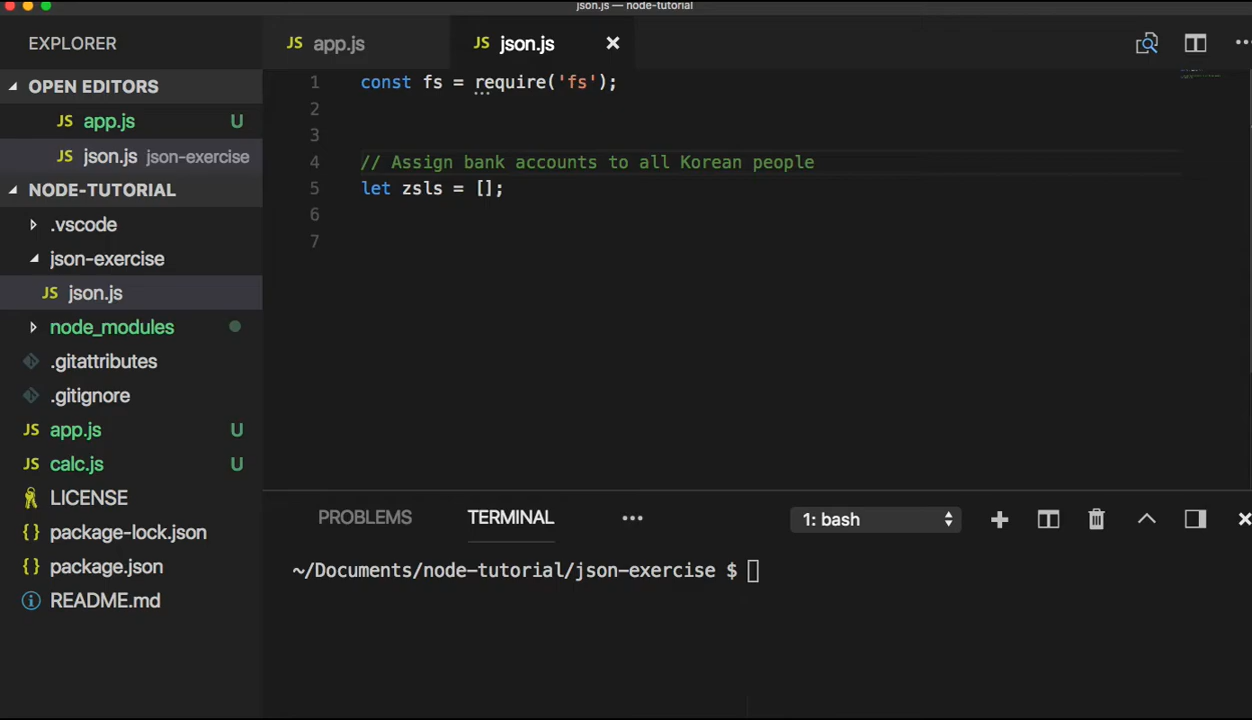 json.js — node-tutorial
EXPLORER
JS app.js
JS json.js
OPEN EDITORS
JS app.js U
JS json.js json-exercise
NODE-TUTORIAL
.vscode
json-exercise
JS json.js
node_modules
.gitattributes
.gitignore
JS app.js U
JS calc.js U
LICENSE
{} package-lock.json
{} package.json
README.md
1 const fs = require('fs');
2
3
4 // Assign bank accounts to all Korean people
5 let zsls = [];
6
7
PROBLEMS TERMINAL ··· 1: bash
~/Documents/node-tutorial/json-exercise $